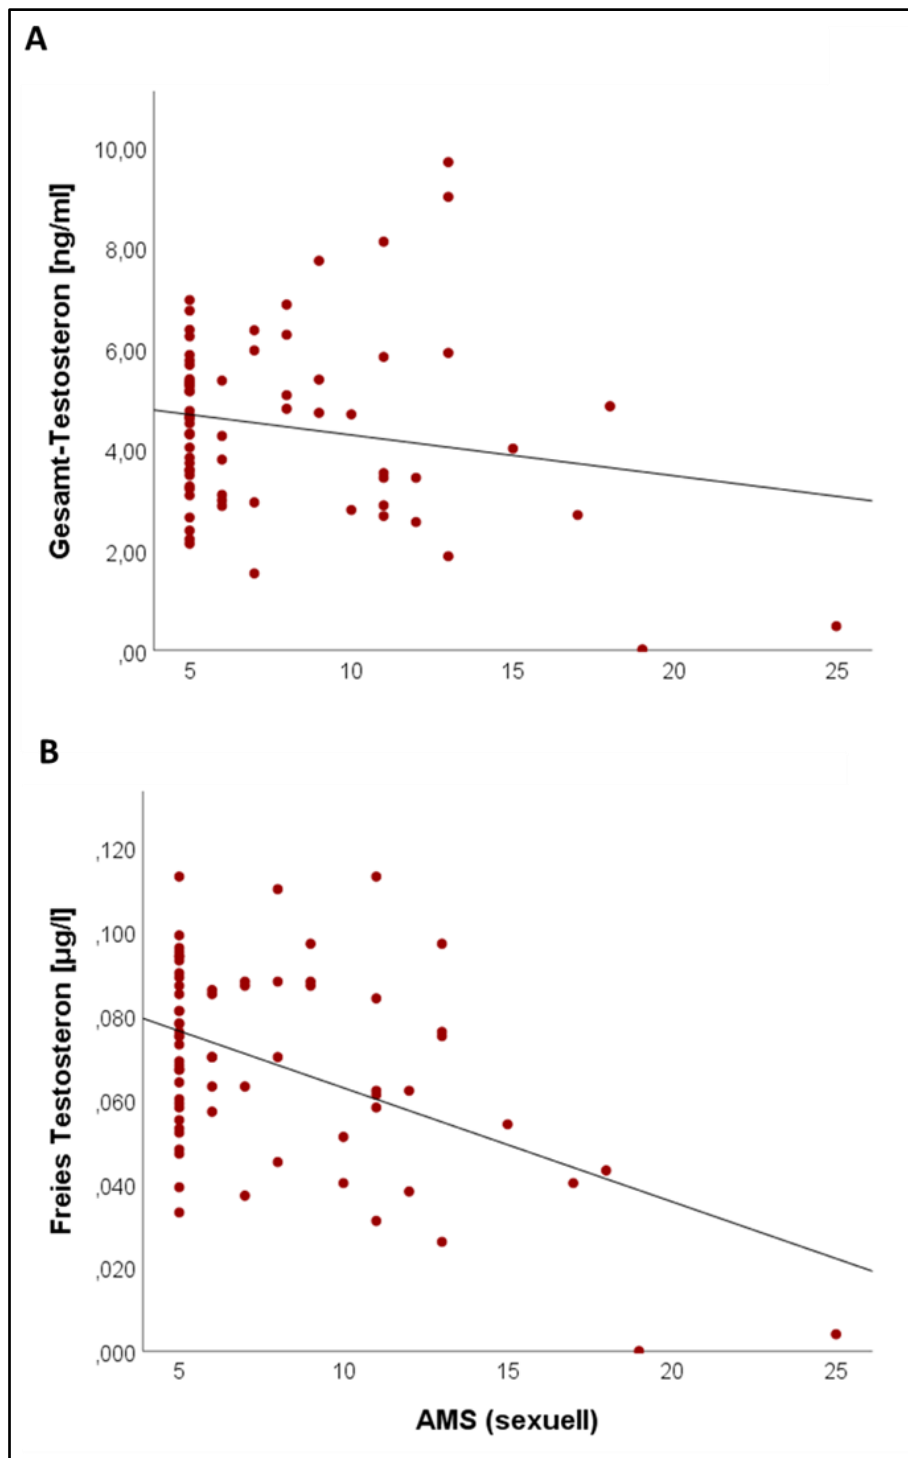 A
Gesamt-Testosteron [ng/ml]
10,00
8,00
6,00
4,00
2,00
,00
5 10 15 20 25
B
Freies Testosteron [µg/l]
,120
,100
,080
,060
,040
,020
,000
5 10 15 20 25
AMS (sexuell)